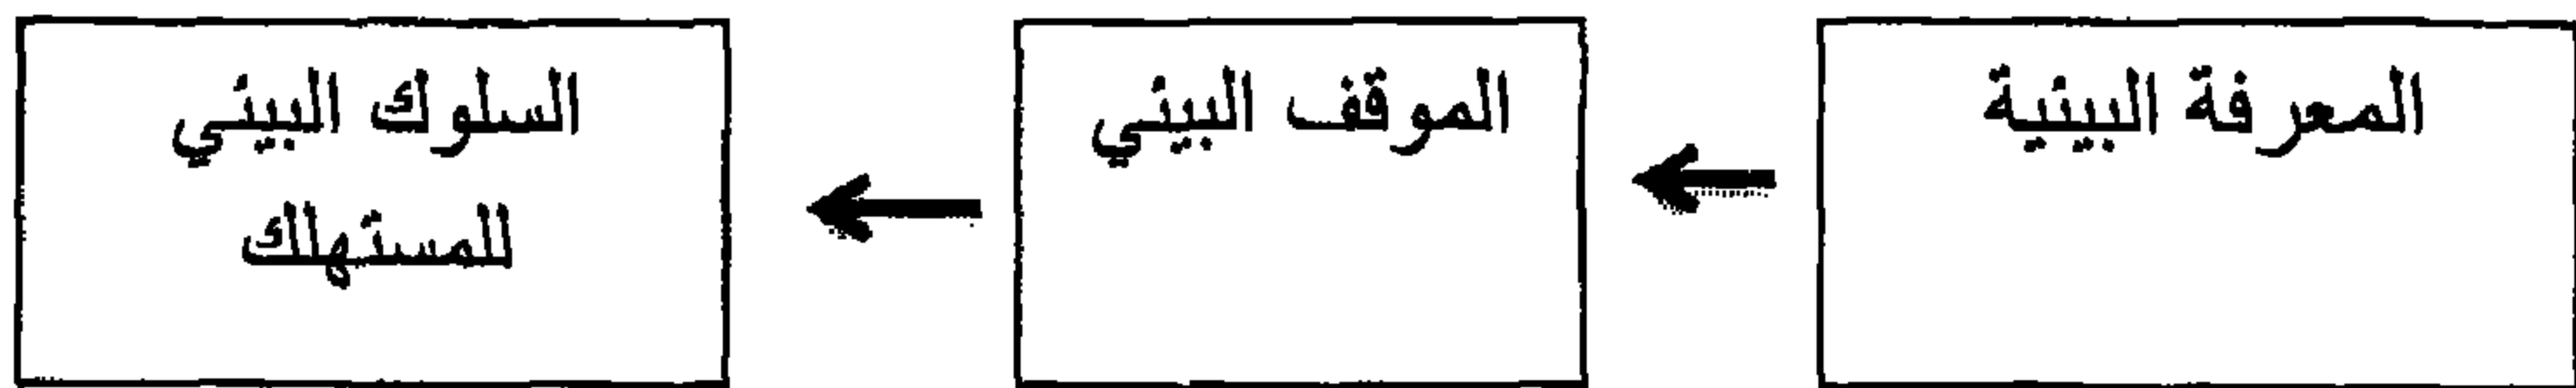 المعرفة البيئية
الموقف البيئي
السلوك البيئي
للمستهلك